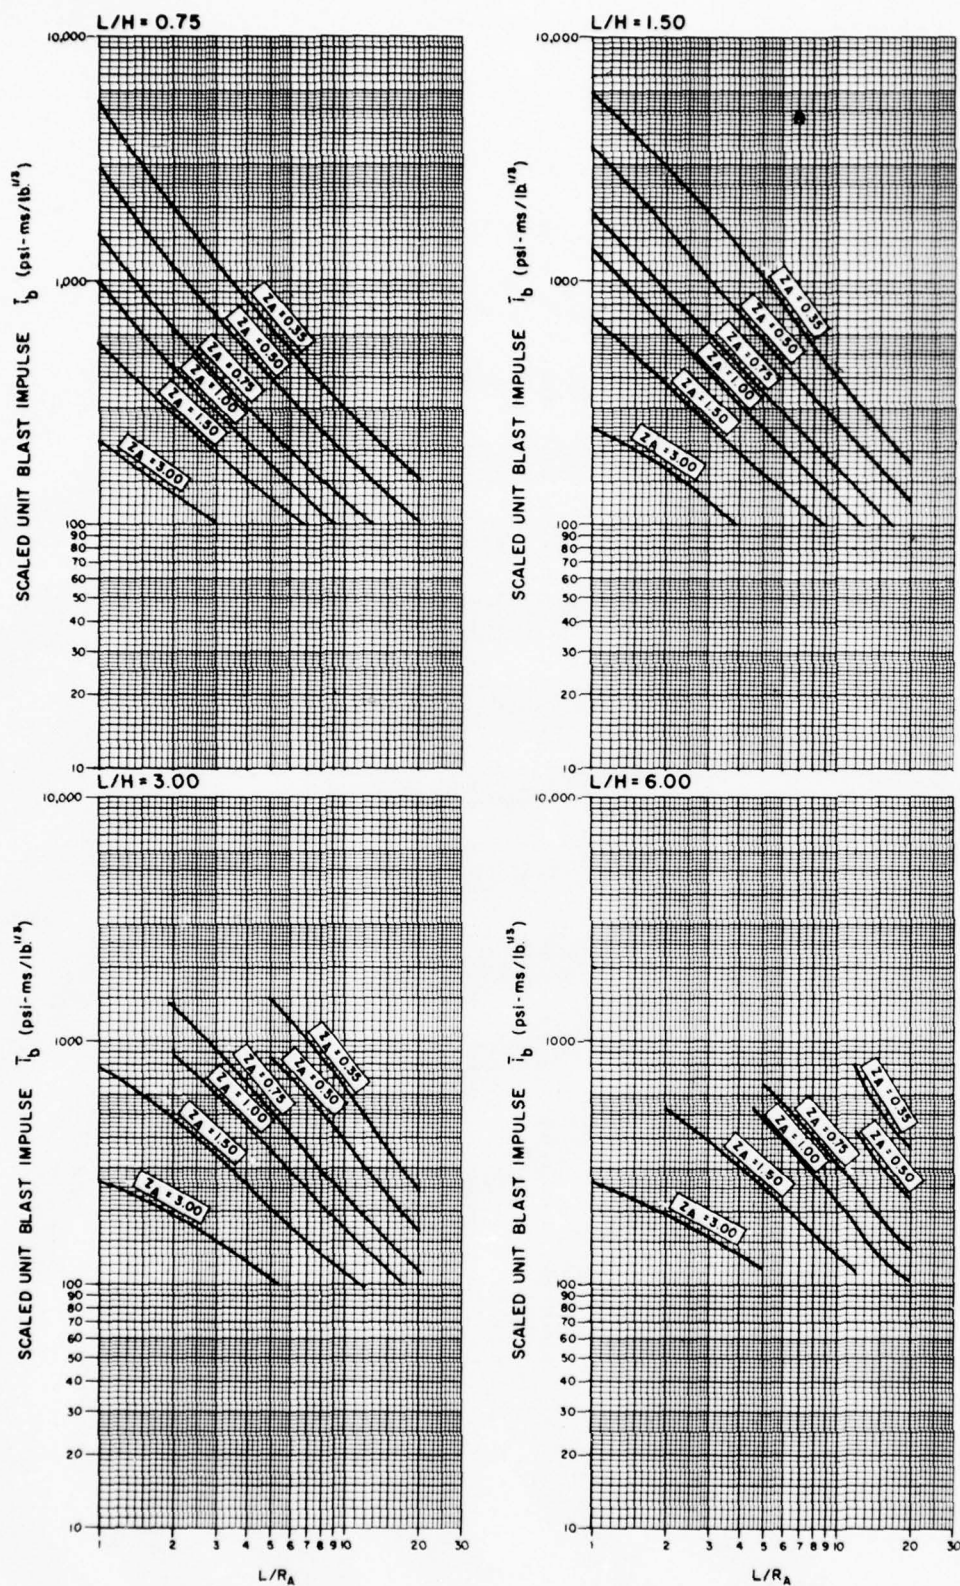 L/H = 0.75
10,000
1,000
100
90
80
70
60
50
40
30
20
10
SCALED UNIT BLAST IMPULSE i̅b (psi-ms/lb.1/3)
ZA = 0.35
ZA = 0.50
ZA = 0.75
ZA = 1.00
ZA = 1.50
ZA = 3.00
L/H = 1.50
10,000
1000
100
90
80
70
60
50
40
30
20
10
SCALED UNIT BLAST IMPULSE i̅b (psi-ms/lb.1/3)
ZA = 0.35
ZA = 0.50
ZA = 0.75
ZA = 1.00
ZA = 1.50
ZA = 3.00
L/H = 3.00
10,000
1000
100
90
80
70
60
50
40
30
20
10
SCALED UNIT BLAST IMPULSE i̅b (psi-ms/lb.1/3)
ZA = 0.35
ZA = 0.50
ZA = 0.75
ZA = 1.00
ZA = 1.50
ZA = 3.00
1 2 3 4 5 6 7 8 9 10 20 30
L/RA
L/H = 6.00
10,000
1000
100
90
80
70
60
50
40
30
20
10
SCALED UNIT BLAST IMPULSE i̅b (psi-ms/lb.1/3)
ZA = 0.35
ZA = 0.50
ZA = 0.75
ZA = 1.00
ZA = 1.50
ZA = 3.00
1 2 3 4 5 6 7 8 9 10 20 30
L/RA